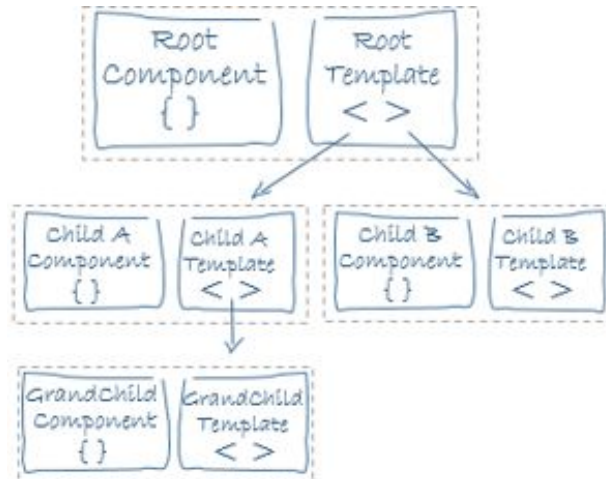 Root
Component
{ }
Root
Template
< >
Child A
Component
{ }
Child A
Template
< >
Child B
Component
{ }
Child B
Template
< >
GrandChild
Component
{ }
GrandChild
Template
< >